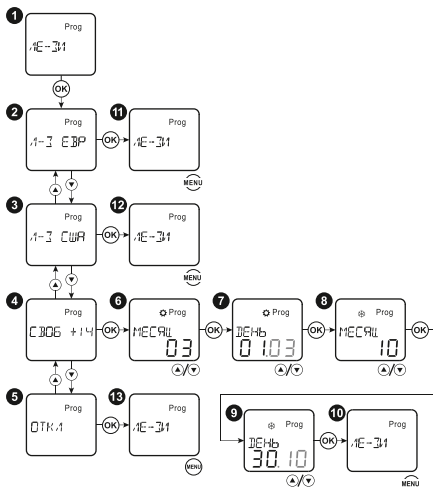 1
Prog
ЛЕ-ЗИ
OK
2
Prog
Л-З ЕВР
OK
11
Prog
ЛЕ-ЗИ
MENU
3
Prog
Л-З США
OK
12
Prog
ЛЕ-ЗИ
MENU
4
Prog
СВОБ +1Ч
OK
6
Prog
МЕСЯЦ
03
OK
7
Prog
ДЕНЬ
01.03
OK
8
Prog
МЕСЯЦ
10
OK
5
Prog
ОТКЛ
OK
13
Prog
ЛЕ-ЗИ
MENU
9
Prog
ДЕНЬ
30.10
OK
10
Prog
ЛЕ-ЗИ
MENU